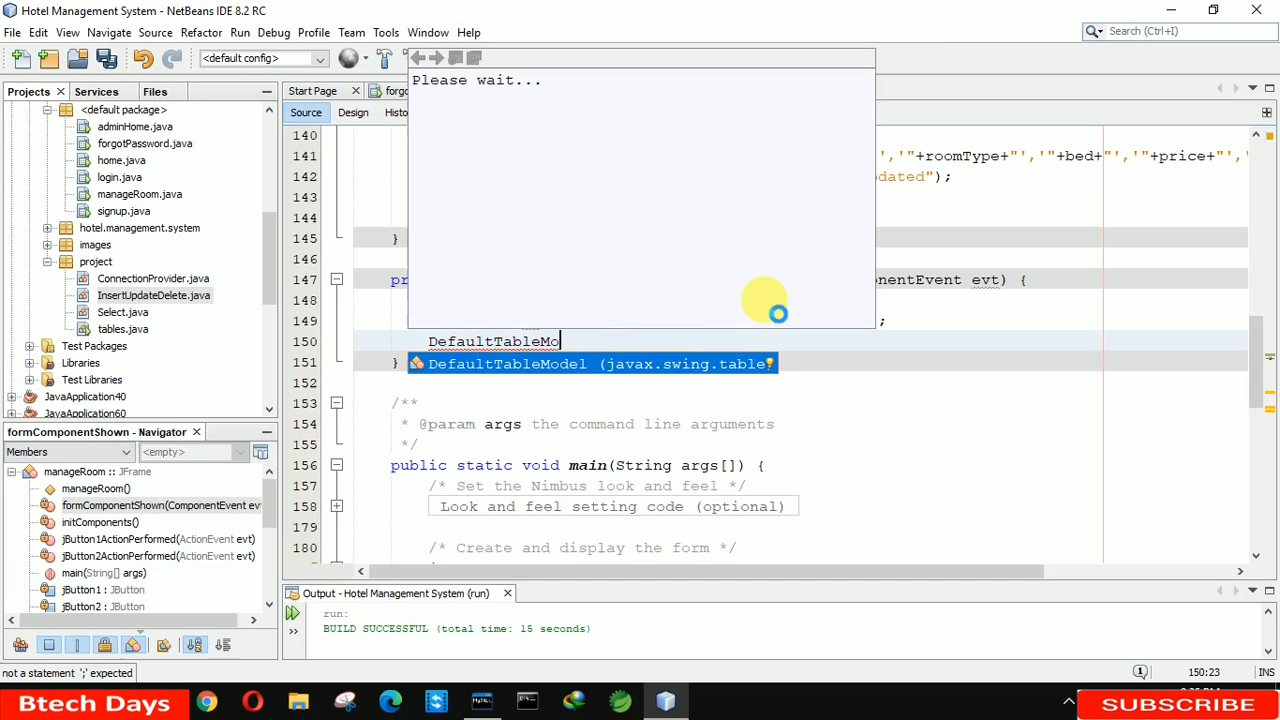 Hotel Management System - NetBeans IDE 8.2 RC
File Edit View Navigate Source Refactor Run Debug Profile Team Tools Window Help
Search (Ctrl+I)
<default config>
Please wait...
Projects Services Files
Start Page
Source Design
<default package>
adminHome.java
forgotPassword.java
home.java
login.java
manageRoom.java
signup.java
hotel.management.system
images
project
ConnectionProvider.java
InsertUpdateDelete.java
Select.java
tables.java
Test Packages
Libraries
Test Libraries
JavaApplication40
JavaApplication60
formComponentShown - Navigator
Members <empty>
manageRoom :: JFrame
manageRoom()
formComponentShown(ComponentEvent ev
initComponents()
jButton1ActionPerformed(ActionEvent evt)
jButton2ActionPerformed(ActionEvent evt)
main(String[] args)
jButton1 : JButton
jButton2 : JButton
140
141 ','"+roomType+"','"+bed+"','"+price+"',
142 dated");
143
144
145 }
147 onentEvent evt) {
148
149 ;
150 DefaultTableMo
151 }
DefaultTableModel (javax.swing.table
152
153 /**
154 * @param args the command line arguments
155 */
156 public static void main(String args[]) {
157 /* Set the Nimbus look and feel */
158 Look and feel setting code (optional)
179
180 /* Create and display the form */
Output - Hotel Management System (run)
run:
BUILD SUCCESSFUL (total time: 15 seconds)
not a statement ';' expected
1
150:23
INS
Btech Days
SUBSCRIBE